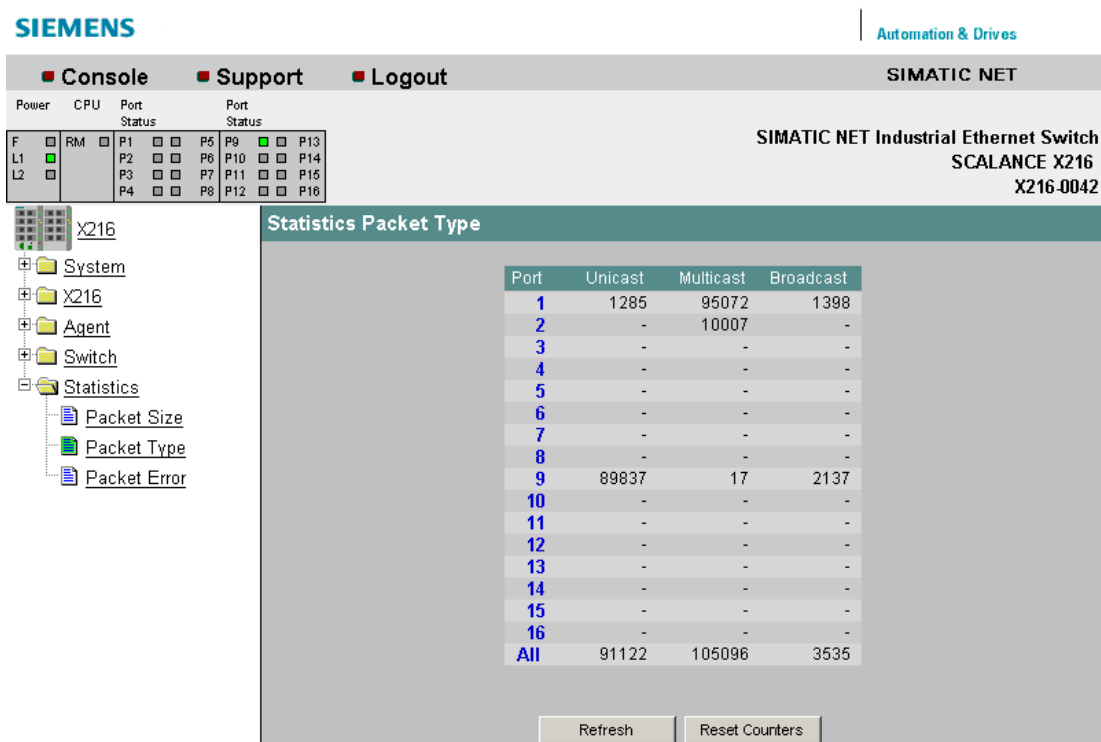 SIEMENS
Automation & Drives
Console Support Logout SIMATIC NET
Power CPU Port Status Port Status
F RM P1 P5 P9 P13
L1 P2 P6 P10 P14
L2 P3 P7 P11 P15
P4 P8 P12 P16
SIMATIC NET Industrial Ethernet Switch
SCALANCE X216
X216-0042
X216
System
X216
Agent
Switch
Statistics
Packet Size
Packet Type
Packet Error
Statistics Packet Type
Port Unicast Multicast Broadcast
1 1285 95072 1398
2 - 10007 -
3 - - -
4 - - -
5 - - -
6 - - -
7 - - -
8 - - -
9 89837 17 2137
10 - - -
11 - - -
12 - - -
13 - - -
14 - - -
15 - - -
16 - - -
All 91122 105096 3535
Refresh Reset Counters